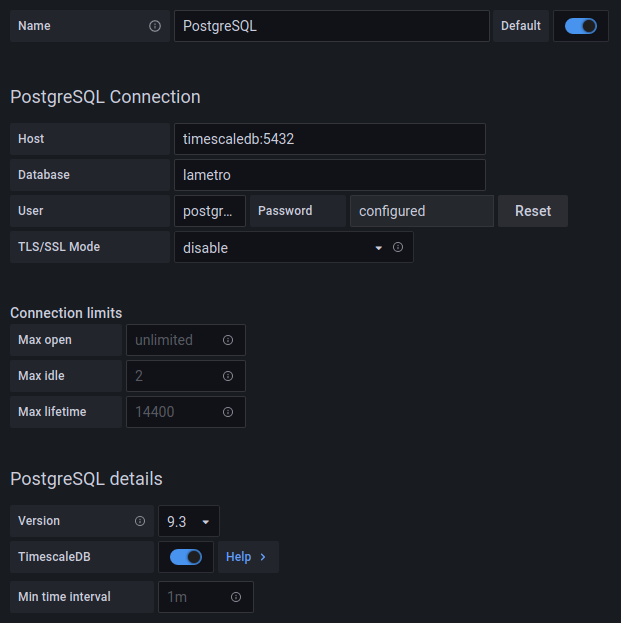 Name PostgreSQL Default
PostgreSQL Connection
Host timescaledb:5432
Database lametro
User postgr... Password configured Reset
TLS/SSL Mode disable
Connection limits
Max open unlimited
Max idle 2
Max lifetime 14400
PostgreSQL details
Version 9.3
TimescaleDB Help
Min time interval 1m